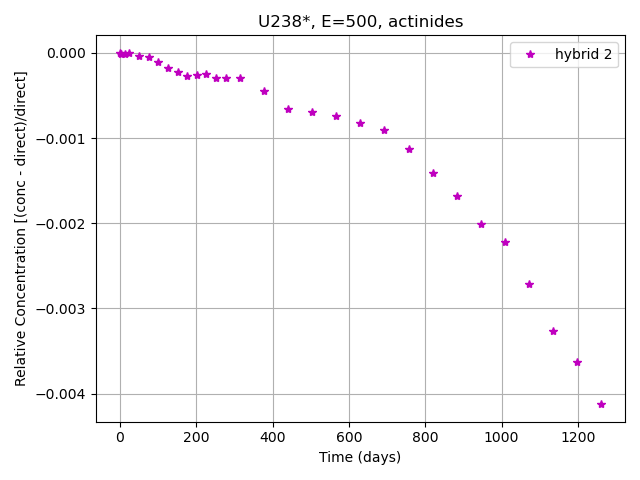 U238*, E=500, actinides
hybrid 2
Relative Concentration [(conc - direct)/direct]
0.000
−0.001
−0.002
−0.003
−0.004
0 200 400 600 800 1000 1200
Time (days)